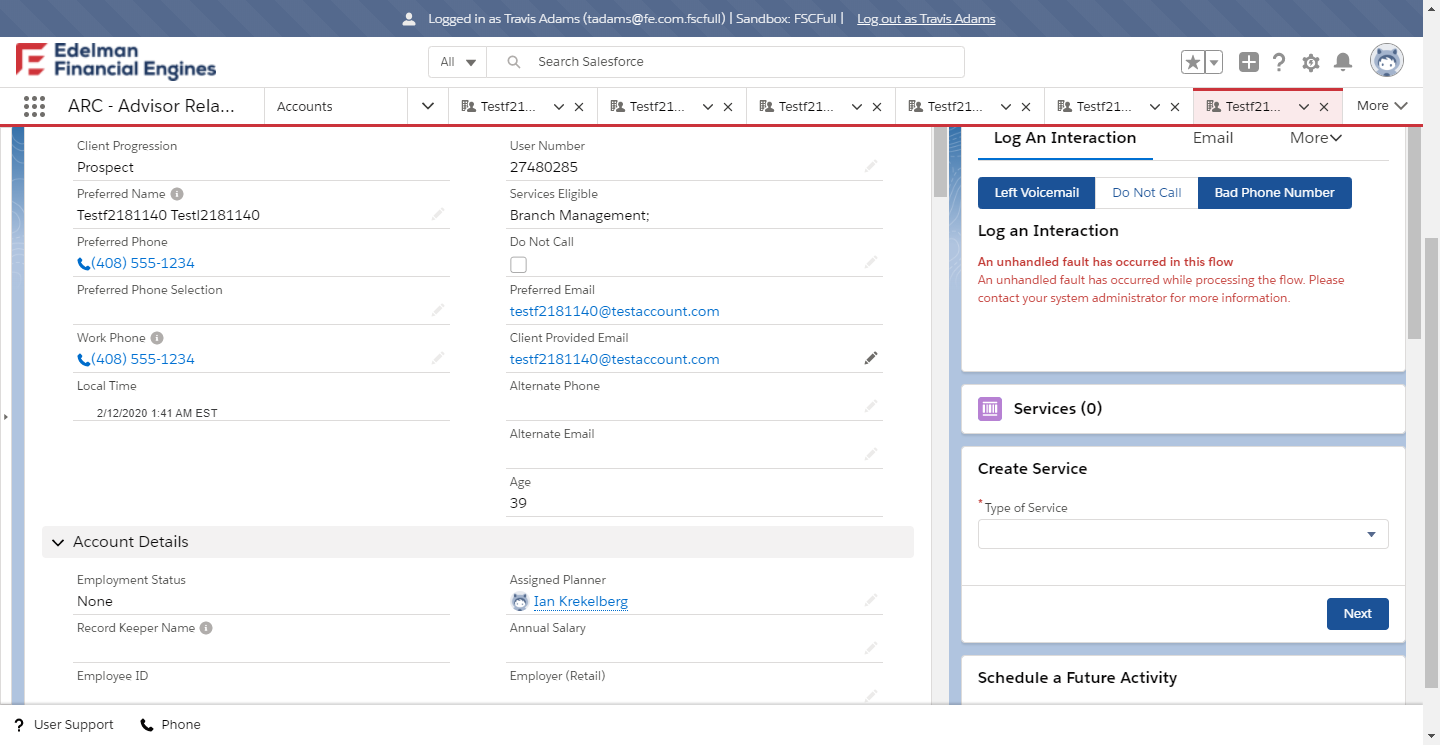 Logged in as Travis Adams (tadams@fe.com.fscfull) | Sandbox: FSCFull | Log out as Travis Adams
Edelman
Financial Engines
All
Search Salesforce
ARC - Advisor Rela...
Accounts
Testf21...
Testf21...
Testf21...
Testf21...
Testf21...
Testf21...
More
Client Progression
Prospect
User Number
27480285
Preferred Name
Testf2181140 Testl2181140
Services Eligible
Branch Management;
Preferred Phone
(408) 555-1234
Do Not Call
Preferred Phone Selection
Preferred Email
testf2181140@testaccount.com
Work Phone
(408) 555-1234
Client Provided Email
testf2181140@testaccount.com
Local Time
2/12/2020 1:41 AM EST
Alternate Phone
Alternate Email
Age
39
Account Details
Employment Status
None
Assigned Planner
Ian Krekelberg
Record Keeper Name
Annual Salary
Employee ID
Employer (Retail)
Log An Interaction
Email
More
Left Voicemail
Do Not Call
Bad Phone Number
Log an Interaction
An unhandled fault has occurred in this flow
An unhandled fault has occurred while processing the flow. Please
contact your system administrator for more information.
Services (0)
Create Service
* Type of Service
Next
Schedule a Future Activity
? User Support
Phone